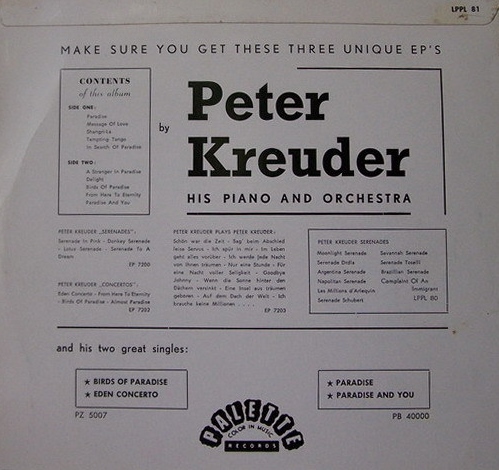 LPPL 81
MAKE SURE YOU GET THESE THREE UNIQUE EP'S
CONTENTS
of this album
SIDE ONE:
Paradise
Message Of Love
Shangri-La
Tempting Tango
In Search Of Paradise
SIDE TWO:
A Stranger In Paradise
Delight
Birds Of Paradise
From Here To Eternity
Paradise And You
by
Peter
Kreuder
HIS PIANO AND ORCHESTRA
PETER KREUDER „SERENADES":
Serenade In Pink - Donkey Serenade
- Lotus Serenade - Serenade To A
Dream
EP 7200
PETER KREUDER „CONCERTOS":
Eden Concerto - From Here To Eternity
- Birds Of Paradise - Almost Paradise
EP 7202
PETER KREUDER PLAYS PETER KREUDER:
Schön war die Zeit - Sag' beim Abschied
leise Servus - Ich spür in mir - Im Leben
geht alles vorüber - Ich werde Jede Nacht
von Ihnen träumen - Nur eine Stunde - Für
eine Nacht voller Seligkeit - Goodbye
Johnny - Wenn die Sonne hinter den
Dächern versinkt - Eine Insel aus träumen
geboren - Auf dem Dach der Welt - Ich
brauche keine Millionen . . . .
EP 7203
PETER KREUDER SERENADES
Moonlight Serenade
Serenade Drdla
Argentina Serenade
Napolitan Serenade
Les Millions d'Arlequin
Serenade Schubert
Savannah Serenade
Serenade Toselli
Brazillian Serenade
Complaint Of An
Immigrant
LPPL 80
and his two great singles:
★ BIRDS OF PARADISE
★ EDEN CONCERTO
PZ 5007
★ PARADISE
★ PARADISE AND YOU
PB 40000
PALETTE
COLOR IN MUSIC
RECORDS